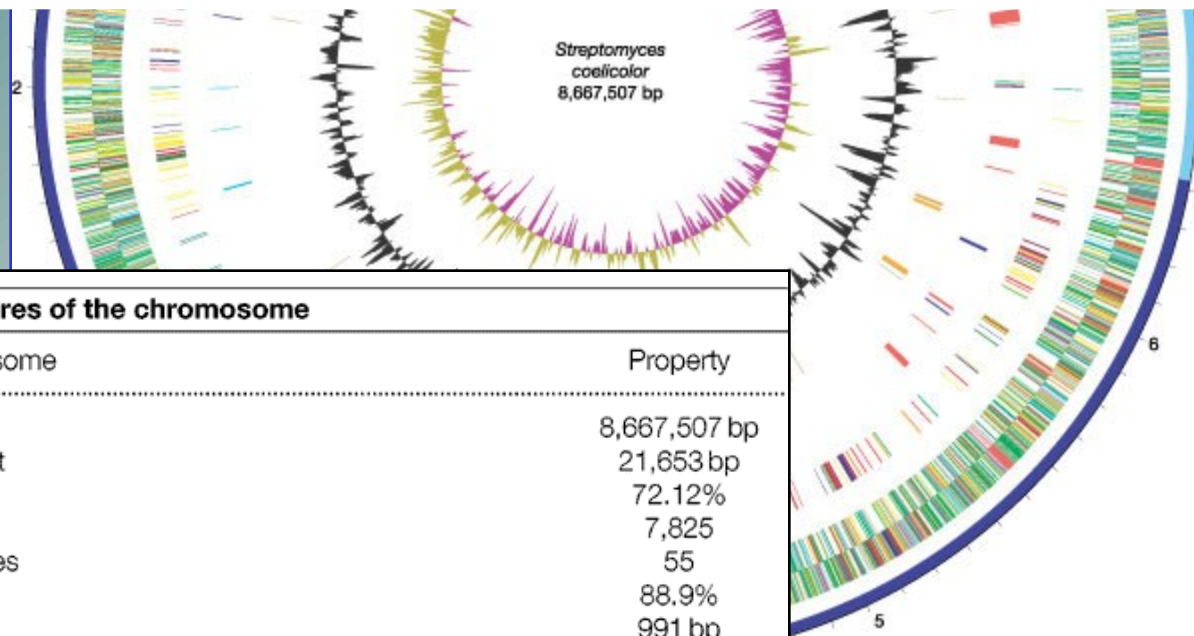 Streptomyces
coelicolor
8,667,507 bp
2
6
5
res of the chromosome
some Property
8,667,507 bp
t 21,653 bp
72.12%
7,825
es 55
88.9%
991 bp